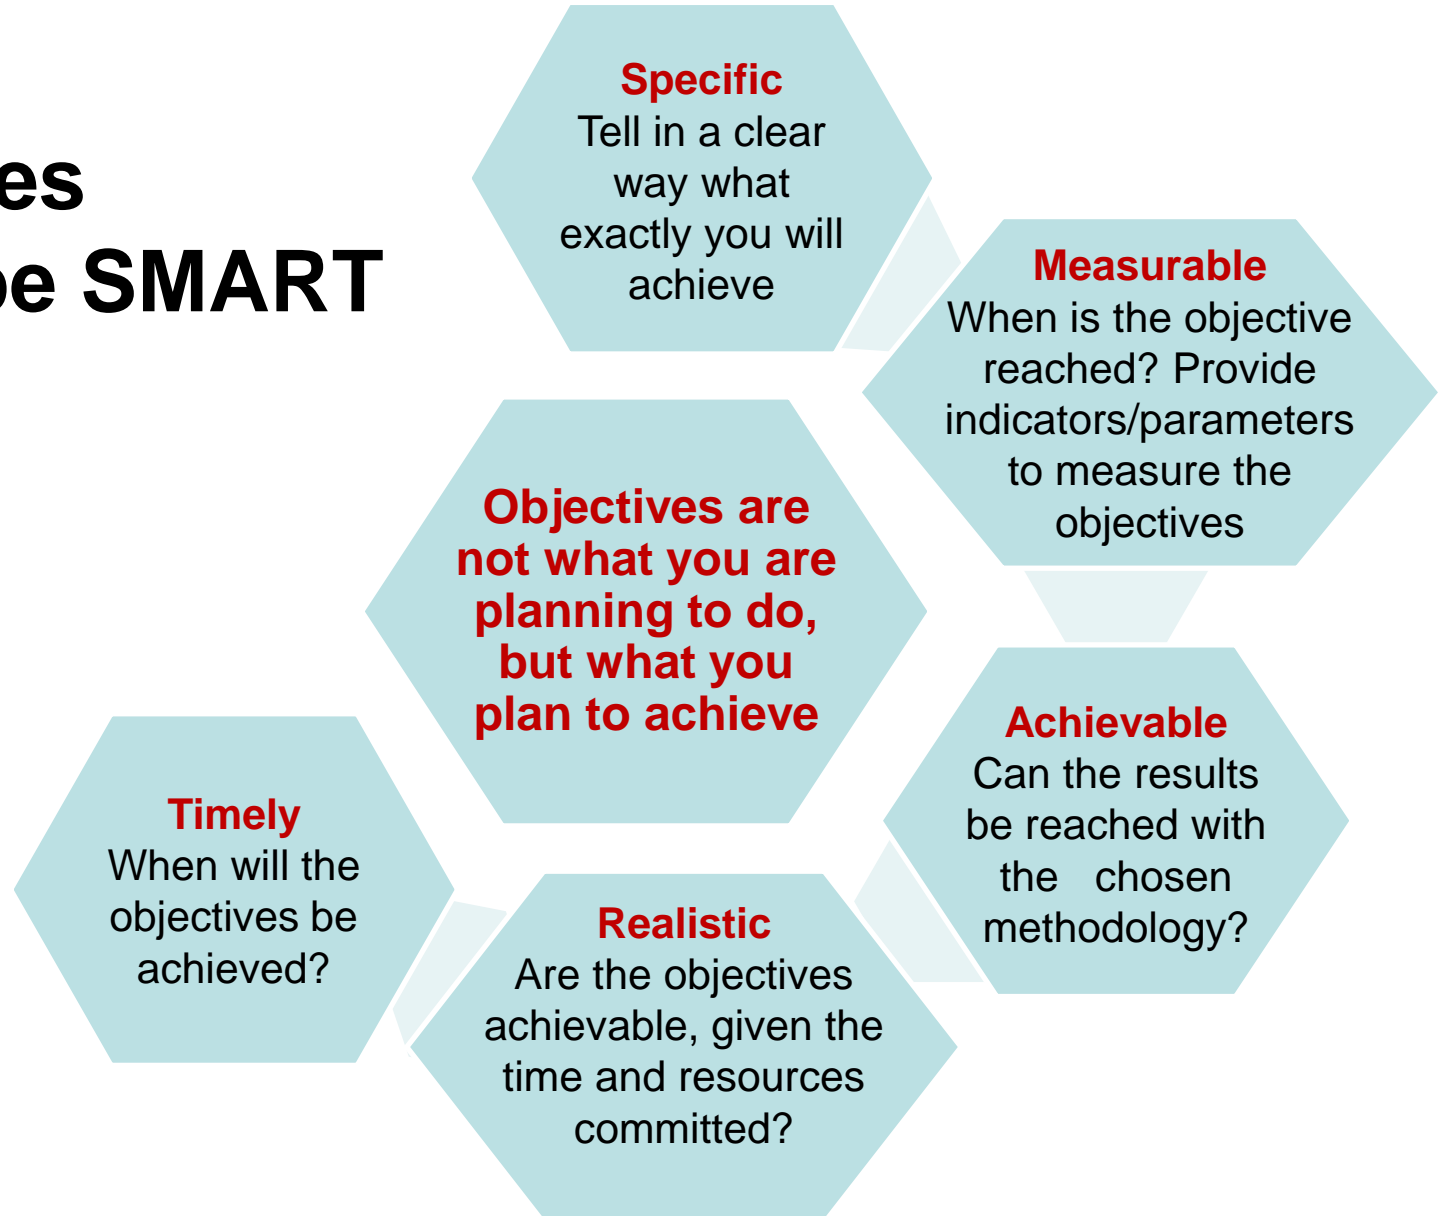 es
be SMART
Specific
Tell in a clear
way what
exactly you will
achieve
Measurable
When is the objective
reached? Provide
indicators/parameters
to measure the
objectives
Objectives are
not what you are
planning to do,
but what you
plan to achieve
Achievable
Can the results
be reached with
the chosen
methodology?
Realistic
Are the objectives
achievable, given the
time and resources
committed?
Timely
When will the
objectives be
achieved?